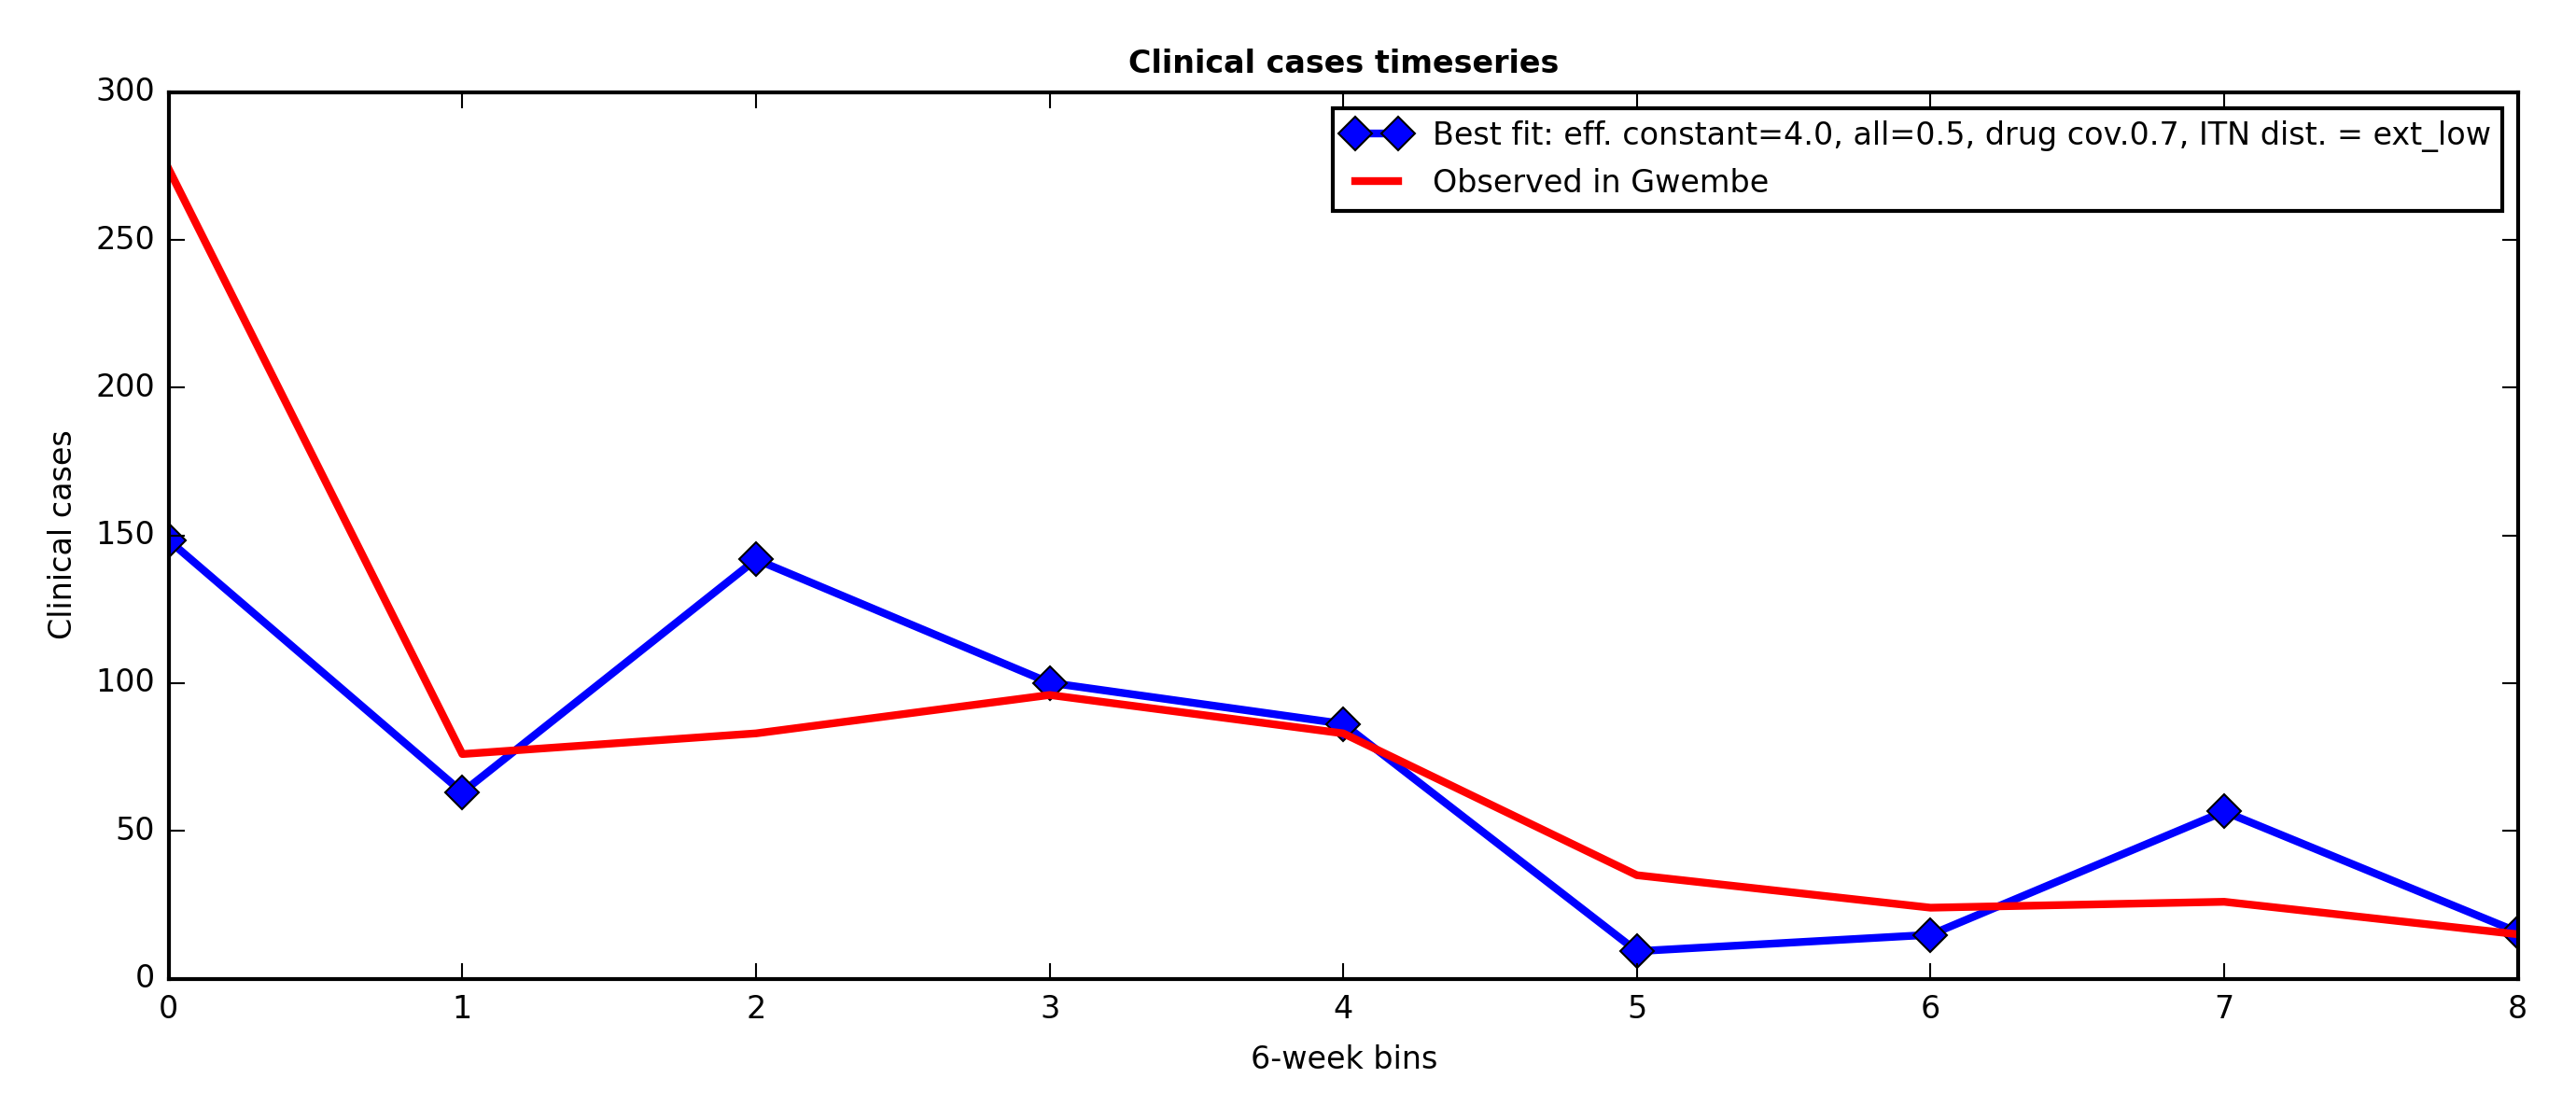 Clinical cases timeseries
300
250
200
150
100
50
0
Clinical cases
Best fit: eff. constant=4.0, all=0.5, drug cov.0.7, ITN dist. = ext_low
Observed in Gwembe
0 1 2 3 4 5 6 7 8
6-week bins